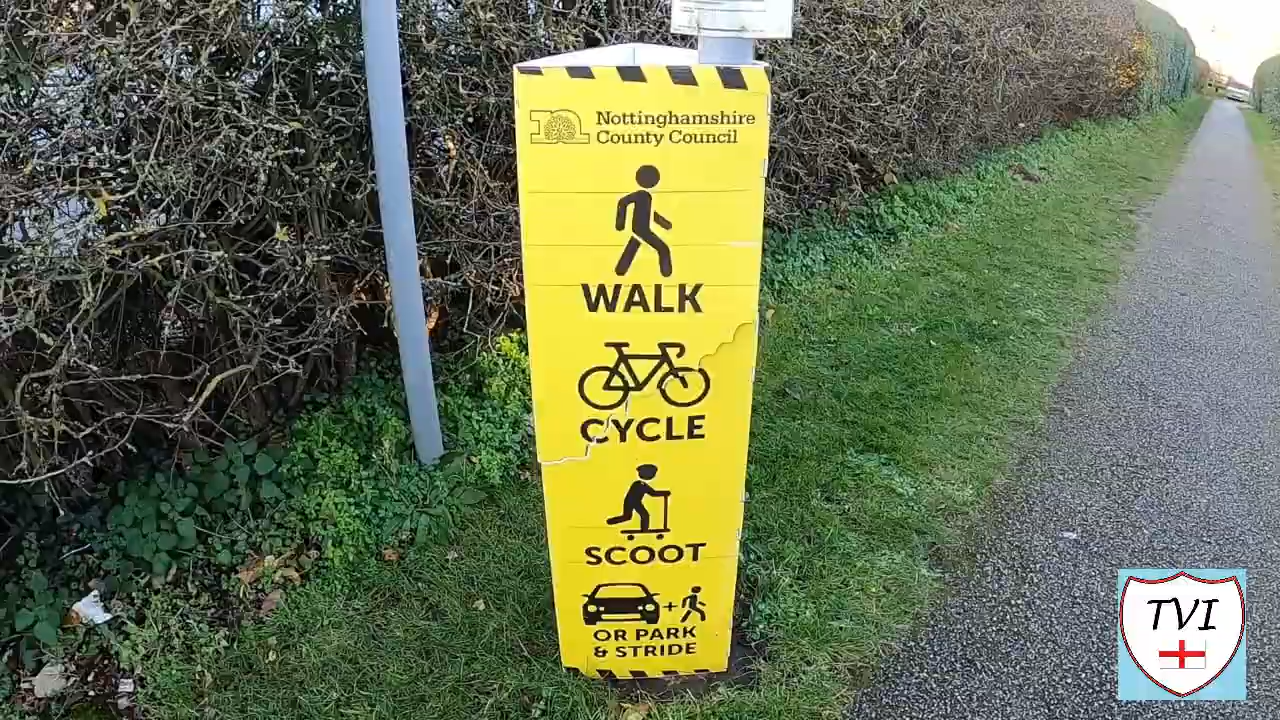 Nottinghamshire
County Council
WALK
CYCLE
SCOOT
+
OR PARK
& STRIDE
TVI